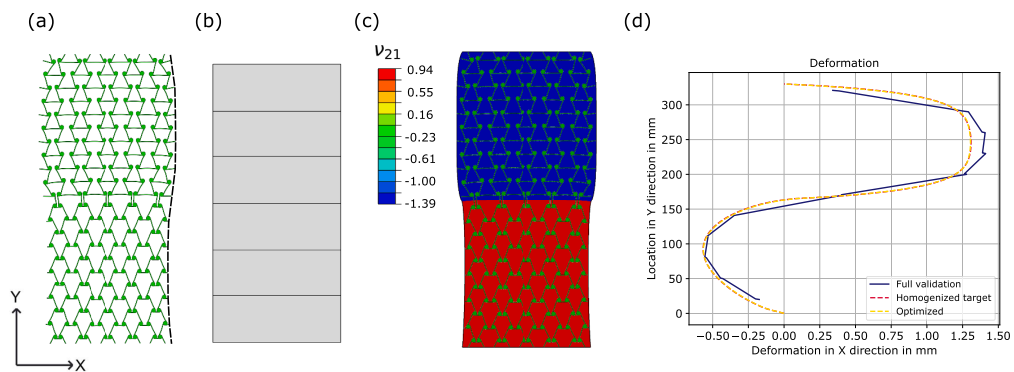 (a)
(b)
(c)
(d)
ν21
0.94
0.55
0.16
-0.23
-0.61
-1.00
-1.39
Y
X
Deformation
Location in Y direction in mm
300
250
200
150
100
50
0
−0.50
−0.25
0.00
0.25
0.50
0.75
1.00
1.25
1.50
Deformation in X direction in mm
Full validation
Homogenized target
Optimized